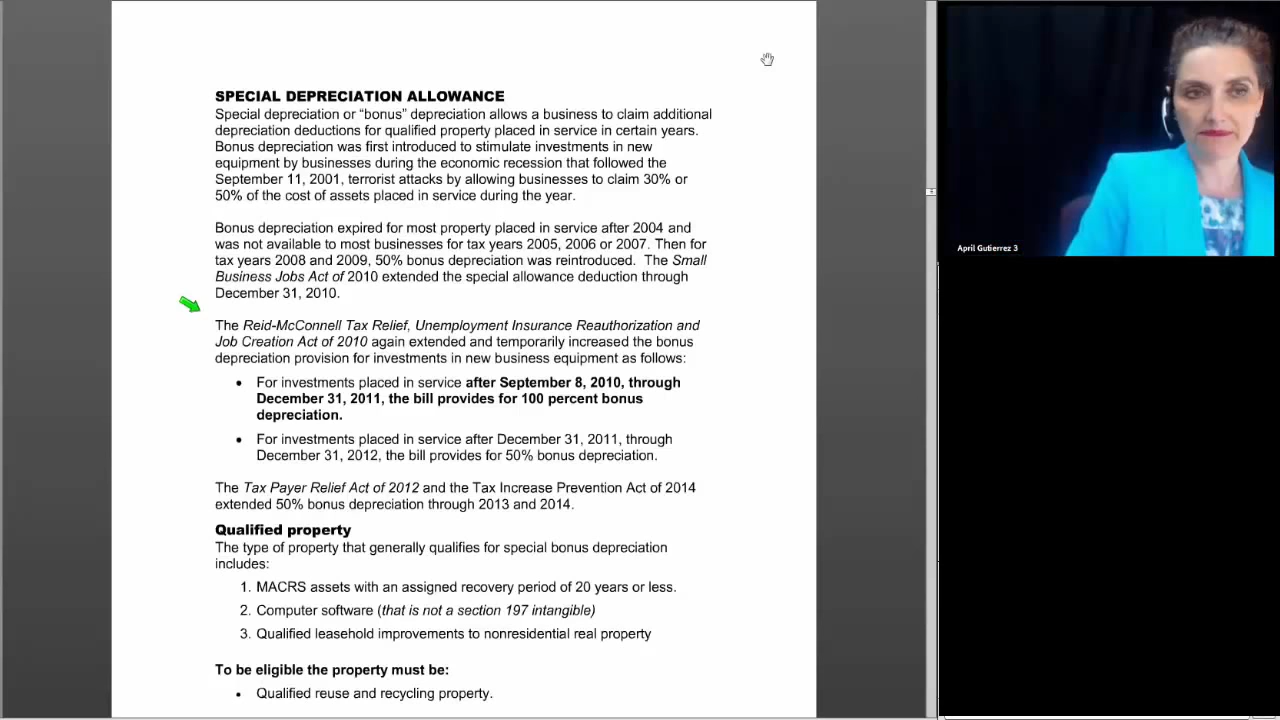 SPECIAL DEPRECIATION ALLOWANCE
Special depreciation or “bonus” depreciation allows a business to claim additional
depreciation deductions for qualified property placed in service in certain years.
Bonus depreciation was first introduced to stimulate investments in new
equipment by businesses during the economic recession that followed the
September 11, 2001, terrorist attacks by allowing businesses to claim 30% or
50% of the cost of assets placed in service during the year.
Bonus depreciation expired for most property placed in service after 2004 and
was not available to most businesses for tax years 2005, 2006 or 2007. Then for
tax years 2008 and 2009, 50% bonus depreciation was reintroduced. The Small
Business Jobs Act of 2010 extended the special allowance deduction through
December 31, 2010.
The Reid-McConnell Tax Relief, Unemployment Insurance Reauthorization and
Job Creation Act of 2010 again extended and temporarily increased the bonus
depreciation provision for investments in new business equipment as follows:
• For investments placed in service after September 8, 2010, through
December 31, 2011, the bill provides for 100 percent bonus
depreciation.
• For investments placed in service after December 31, 2011, through
December 31, 2012, the bill provides for 50% bonus depreciation.
The Tax Payer Relief Act of 2012 and the Tax Increase Prevention Act of 2014
extended 50% bonus depreciation through 2013 and 2014.
Qualified property
The type of property that generally qualifies for special bonus depreciation
includes:
1. MACRS assets with an assigned recovery period of 20 years or less.
2. Computer software (that is not a section 197 intangible)
3. Qualified leasehold improvements to nonresidential real property
To be eligible the property must be:
• Qualified reuse and recycling property.
April Gutierrez 3